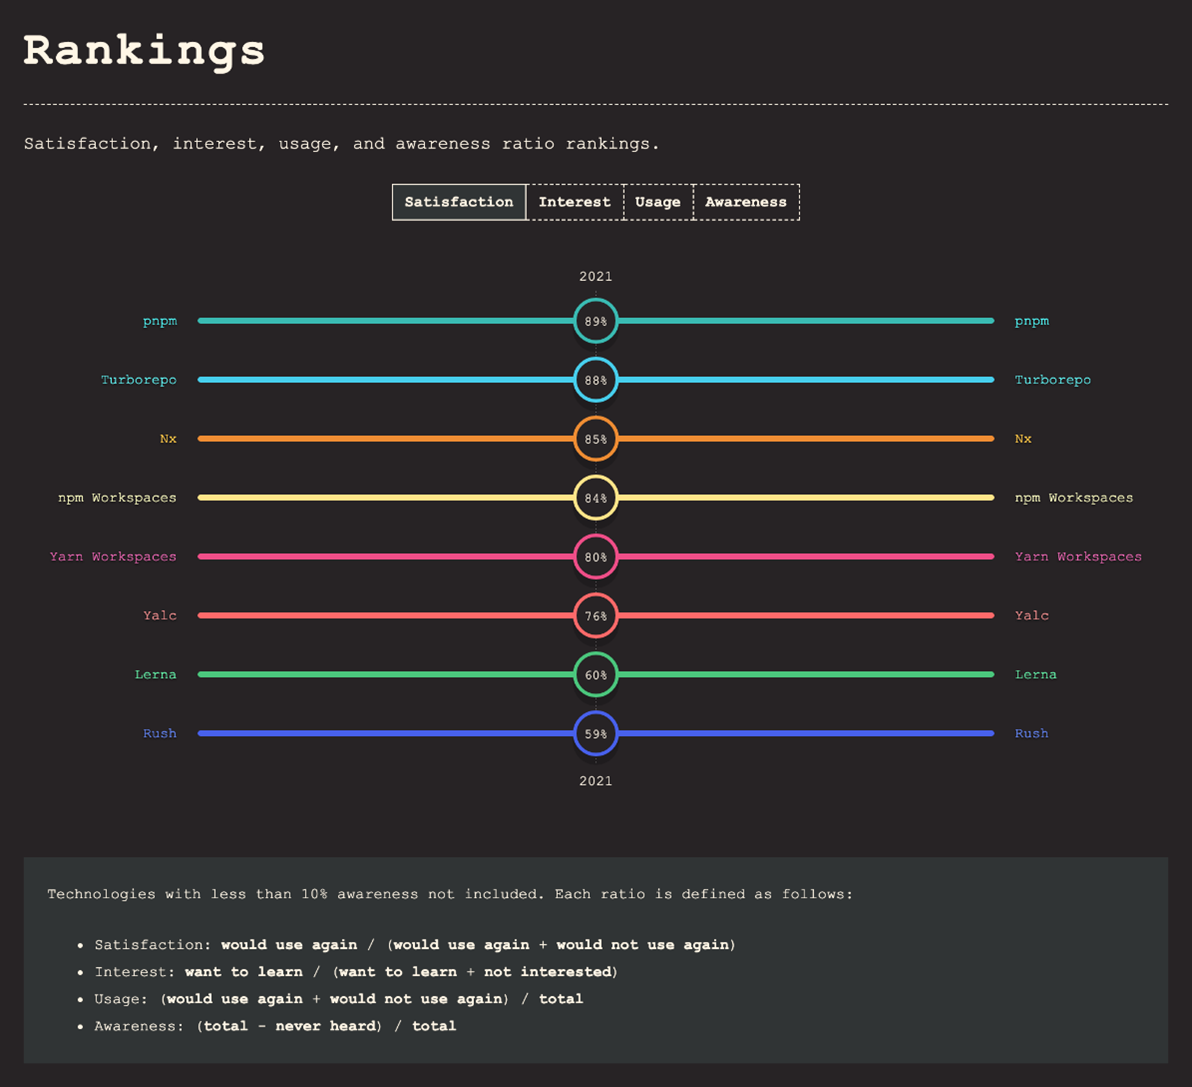 Rankings
Satisfaction, interest, usage, and awareness ratio rankings.
Satisfaction Interest Usage Awareness
2021
pnpm 89% pnpm
Turborepo 88% Turborepo
Nx 85% Nx
npm Workspaces 84% npm Workspaces
Yarn Workspaces 80% Yarn Workspaces
Yalc 76% Yalc
Lerna 60% Lerna
Rush 59% Rush
2021
Technologies with less than 10% awareness not included. Each ratio is defined as follows:
• Satisfaction: would use again / (would use again + would not use again)
• Interest: want to learn / (want to learn + not interested)
• Usage: (would use again + would not use again) / total
• Awareness: (total - never heard) / total